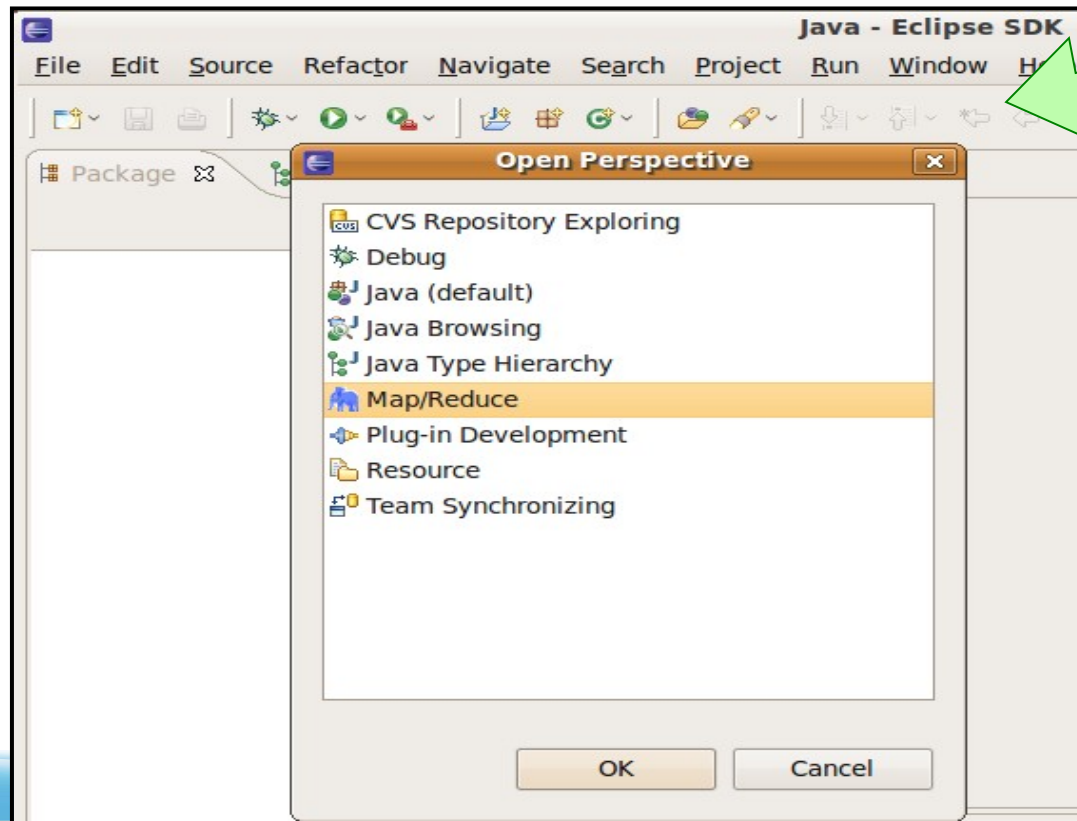 Java - Eclipse SDK
File Edit Source Refactor Navigate Search Project Run Window
Package
Open Perspective
CVS Repository Exploring
Debug
Java (default)
Java Browsing
Java Type Hierarchy
Map/Reduce
Plug-in Development
Resource
Team Synchronizing
OK Cancel